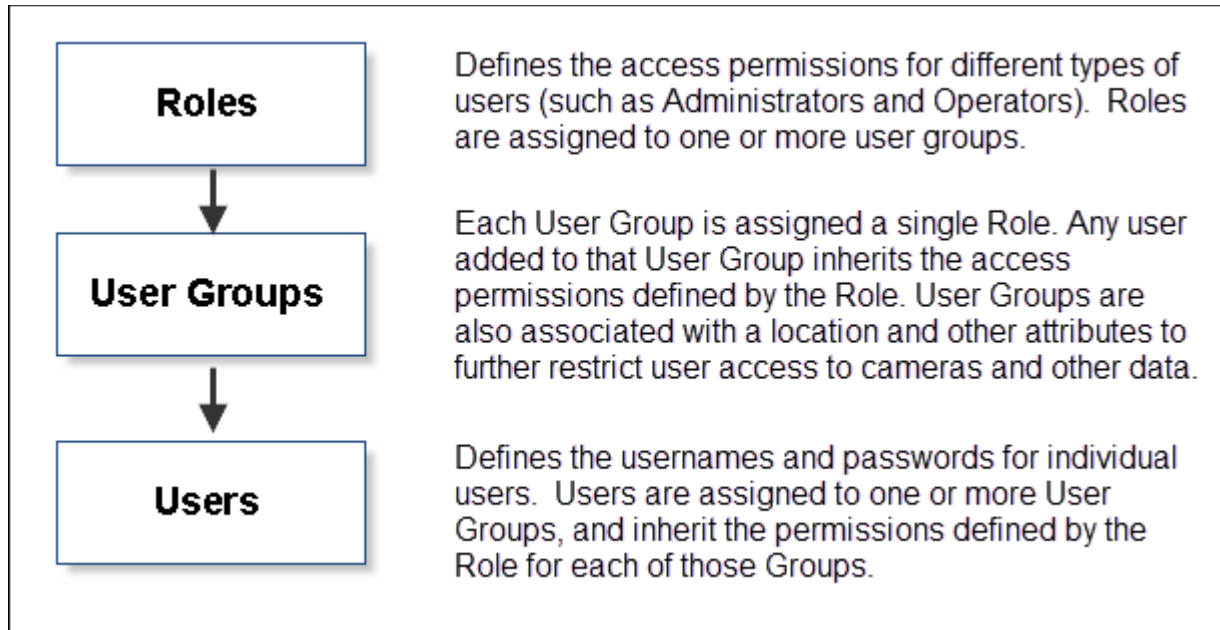 Roles
Defines the access permissions for different types of
users (such as Administrators and Operators).  Roles
are assigned to one or more user groups.
User Groups
Each User Group is assigned a single Role. Any user
added to that User Group inherits the access
permissions defined by the Role. User Groups are
also associated with a location and other attributes to
further restrict user access to cameras and other data.
Users
Defines the usernames and passwords for individual
users.  Users are assigned to one or more User
Groups, and inherit the permissions defined by the
Role for each of those Groups.